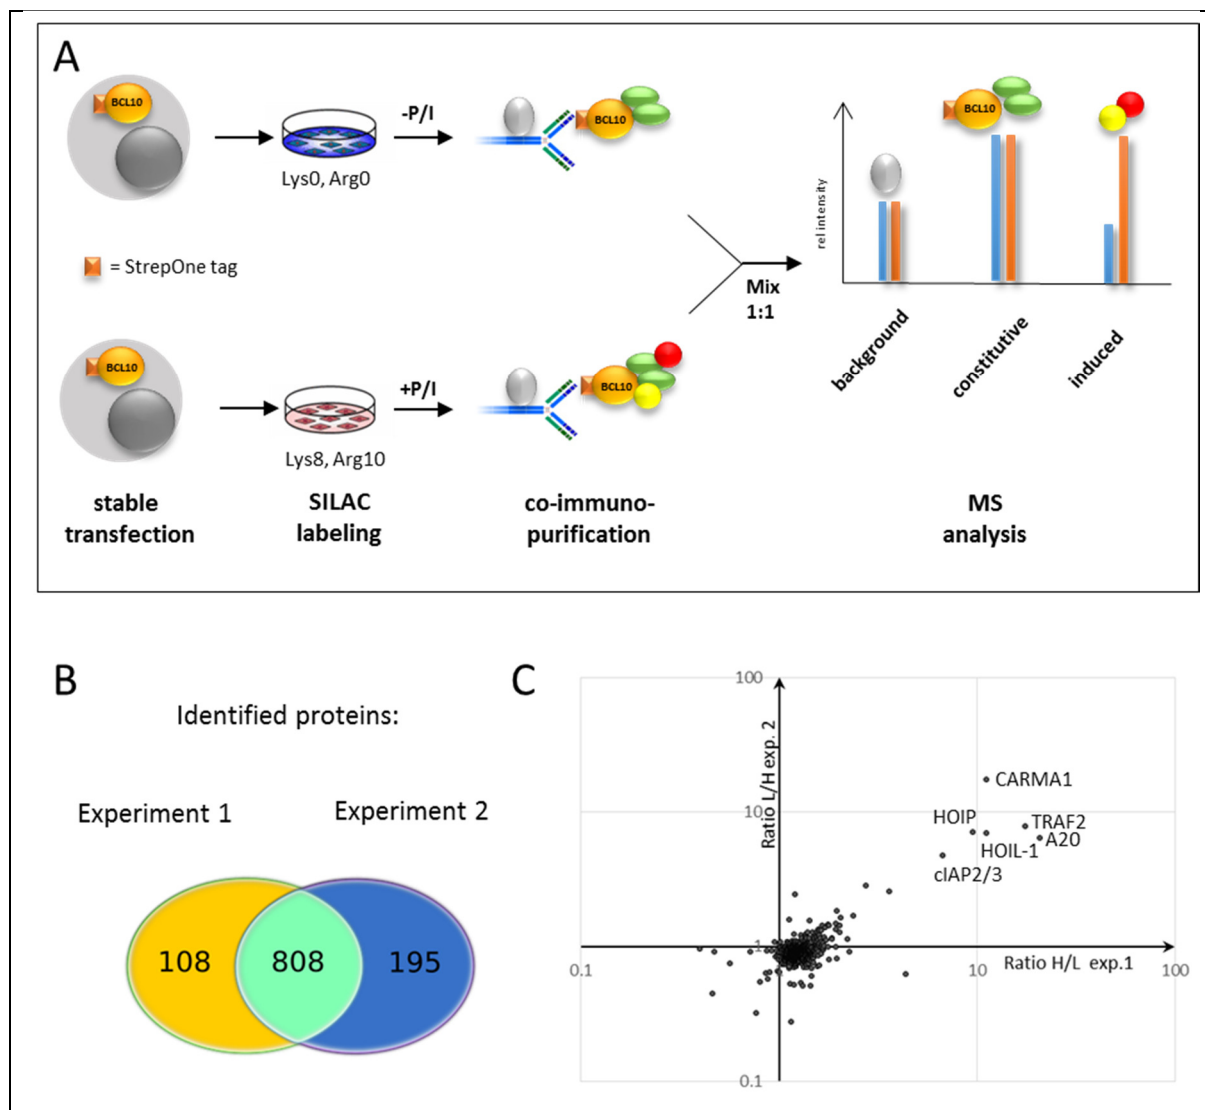 A
BCL10
-P/I
BCL10
Lys0, Arg0
= StrepOne tag
Mix
1:1
BCL10
rel intensity
background
constitutive
induced
BCL10
+P/I
BCL10
Lys8, Arg10
stable
transfection
SILAC
labeling
co-immuno-
purification
MS
analysis
B
Identified proteins:
Experiment 1
Experiment 2
108
808
195
C
100
Ratio L/H exp. 2
CARMA1
10
HOIP
TRAF2
A20
HOIL-1
cIAP2/3
1
0.1
Ratio H/L exp.1
10
100
0.1